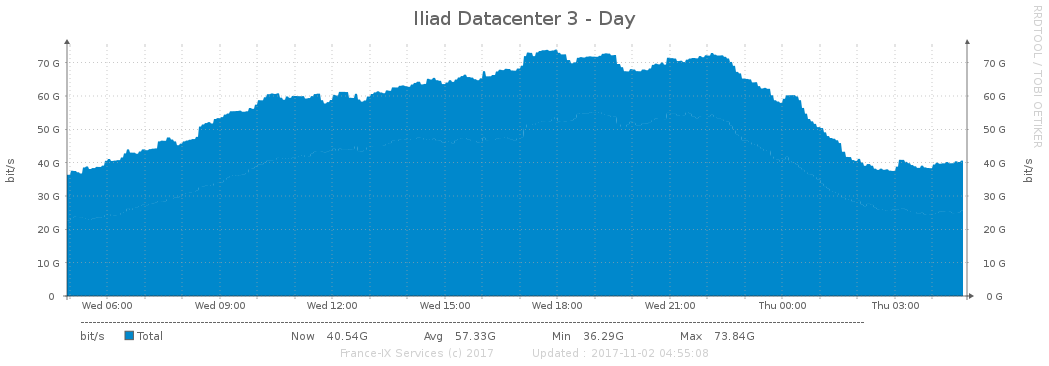 Iliad Datacenter 3 - Day
RRDTOOL / TOBI OETIKER
bit/s
70 G 70 G
60 G 60 G
50 G 50 G
40 G 40 G
30 G 30 G
20 G 20 G
10 G 10 G
0 0 G
bit/s
Wed 06:00 Wed 09:00 Wed 12:00 Wed 15:00 Wed 18:00 Wed 21:00 Thu 00:00 Thu 03:00
bit/s Total Now 40.54G Avg 57.33G Min 36.29G Max 73.84G
France-IX Services (c) 2017 Updated : 2017-11-02 04:55:08